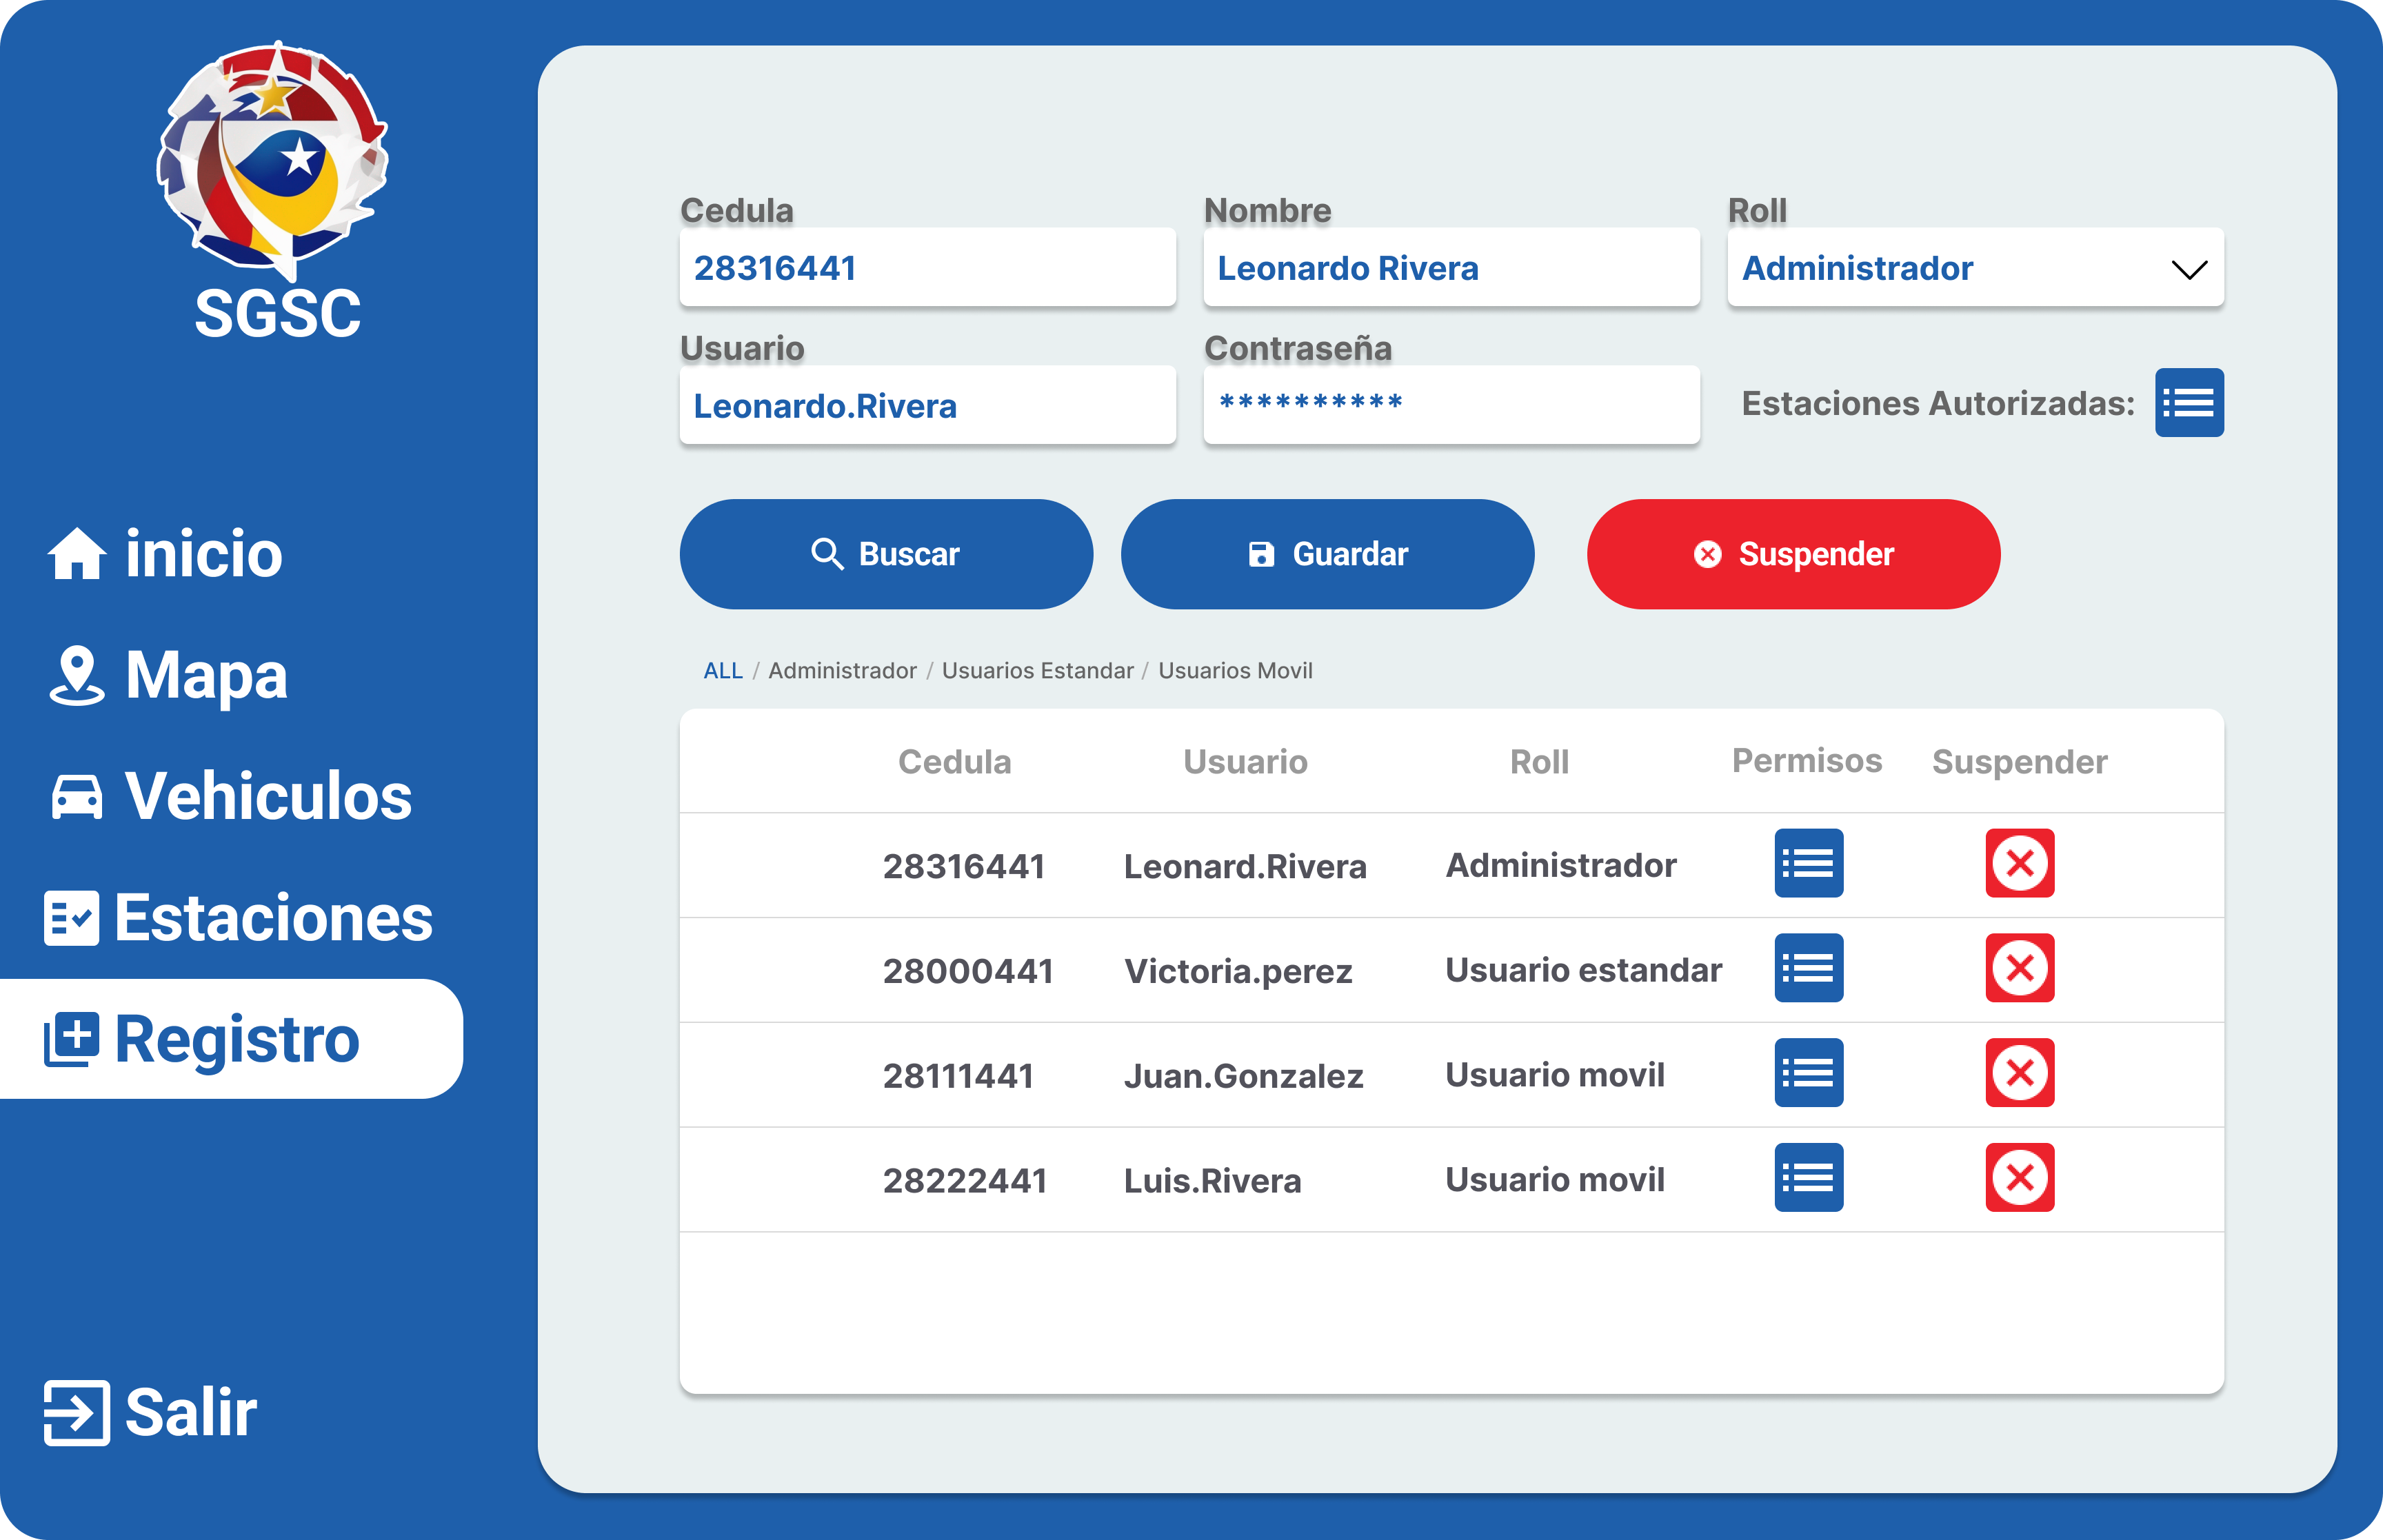 SGSC
inicio
Mapa
Vehiculos
Estaciones
Registro
Salir
Cedula Nombre Roll
28316441 Leonardo Rivera Administrador
Usuario Contraseña
Leonardo.Rivera ********** Estaciones Autorizadas:
Buscar Guardar Suspender
ALL / Administrador / Usuarios Estandar / Usuarios Movil
Cedula Usuario Roll Permisos Suspender
28316441 Leonard.Rivera Administrador
28000441 Victoria.perez Usuario estandar
28111441 Juan.Gonzalez Usuario movil
28222441 Luis.Rivera Usuario movil